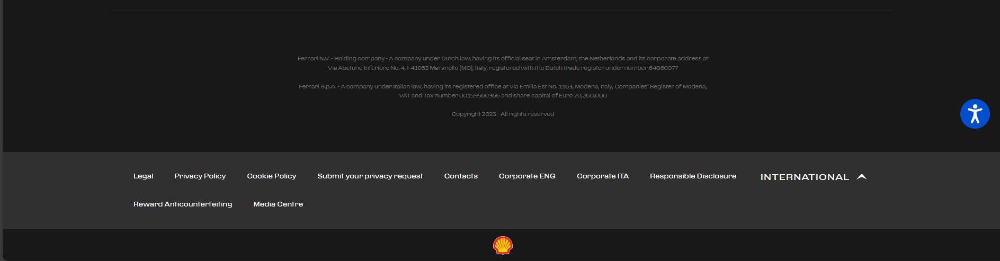 Ferrari N.V. - Holding company - A company under Dutch law, having its official seat in Amsterdam, the Netherlands and its corporate address at
Via Abetone Inferiore No. 4, I-41053 Maranello (MO), Italy, registered with the Dutch trade register under number 64060977
Ferrari S.p.A. - A company under Italian law, having its registered office at Via Emilia Est No. 1163, Modena, Italy, Companies' Register of Modena,
VAT and Tax number 00159560366 and share capital of Euro 20,260,000
Copyright 2023 - All rights reserved
Legal Privacy Policy Cookie Policy Submit your privacy request Contacts Corporate ENG Corporate ITA Responsible Disclosure INTERNATIONAL
Reward Anticounterfeiting Media Centre